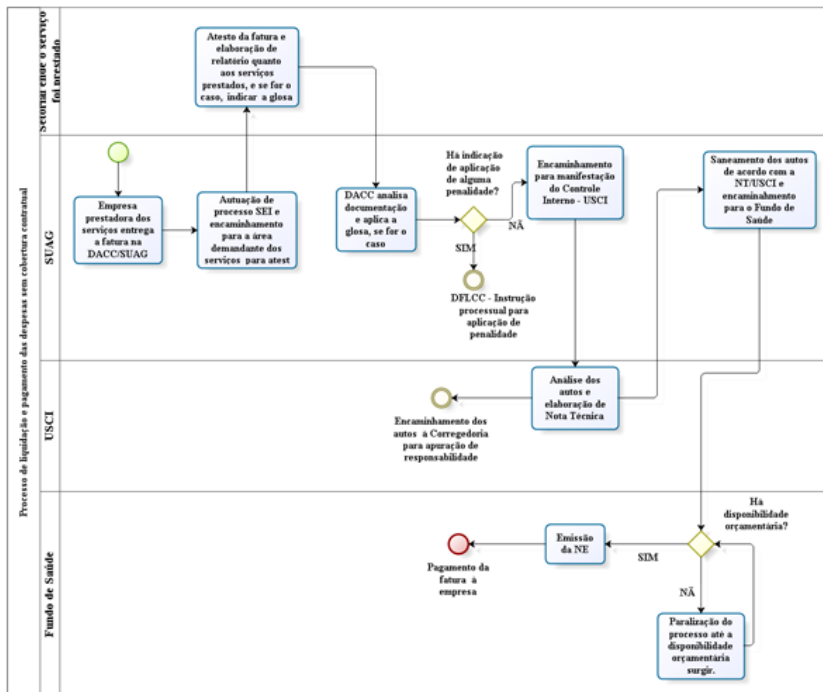 Processo de liquidação e pagamento das despesas sem cobertura contratual
Setorial onde o serviço
foi prestado
Atesto da fatura e
elaboração de
relatório quanto
aos serviços
prestados, e se for o
caso, indicar a glosa
SUAG
Empresa
prestadora dos
serviços entrega
a fatura na
DACC/SUAG
Autuação de
processo SEI e
encaminhamento
para a área
demandante dos
serviços para atest
DACC analisa
documentação
e aplica a
glosa, se for o
caso
Há indicação
de aplicação
de alguma
penalidade?
NÃ
SIM
DFLCC - Instrução
processual para
aplicação de
penalidade
Encaminhamento
para manifestação
do Controle
Interno - USCI
Saneamento dos autos
de acordo com a
NT/USCI e
encaminahmento
para o Fundo de
Saúde
USCI
Encaminhamento dos
autos à Corregedoria
para apuração de
responsabilidade
Análise dos
autos e
elaboração de
Nota Técnica
Fundo de Saúde
Há
disponibilidade
orçamentária?
SIM
NÃ
Emissão
da NE
Pagamento da
fatura à
empresa
Paralização do
processo até a
disponibilidade
orçamentária
surgir.